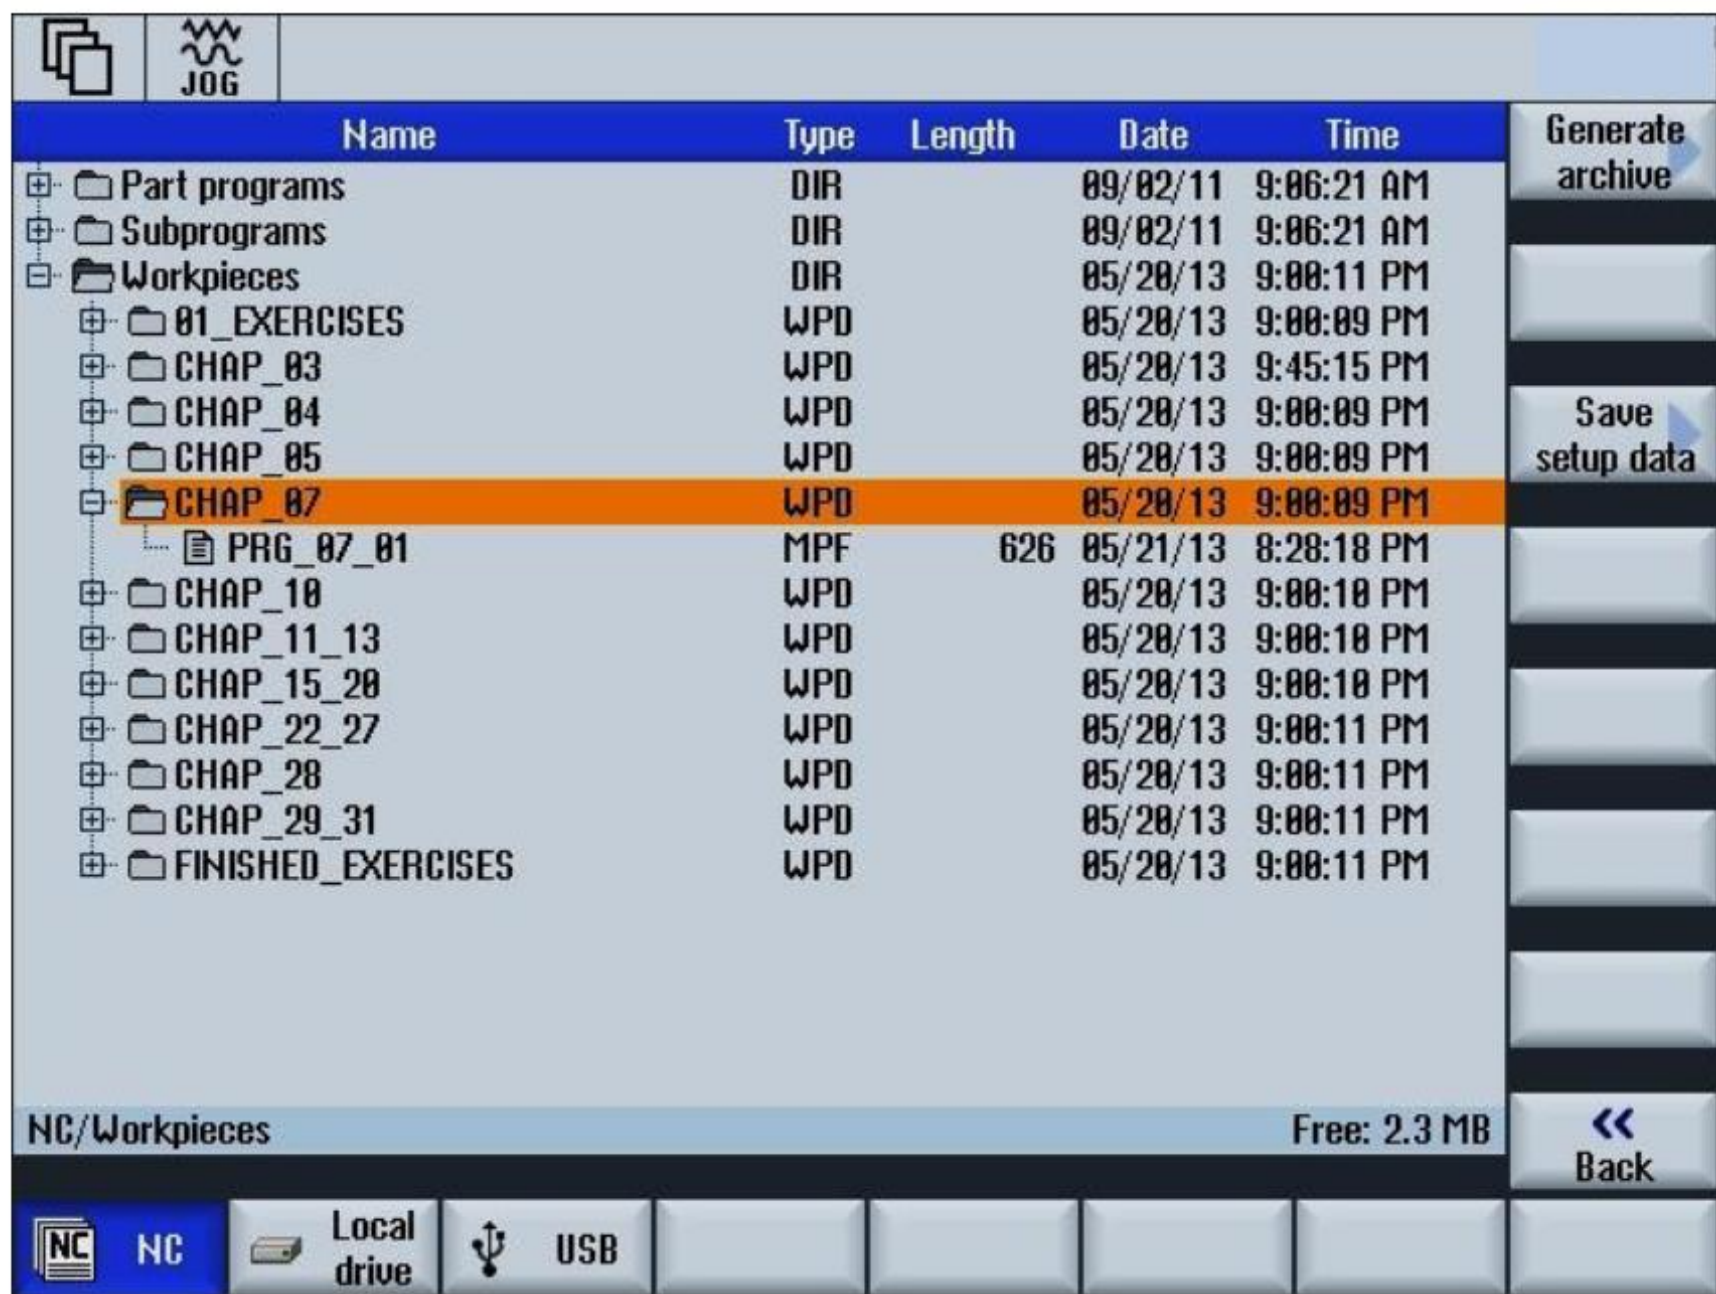 JOG
Name Type Length Date Time
Generate archive
Part programs DIR 09/02/11 9:06:21 AM
Subprograms DIR 09/02/11 9:06:21 AM
Workpieces DIR 05/20/13 9:00:11 PM
01_EXERCISES WPD 05/20/13 9:00:09 PM
CHAP_03 WPD 05/20/13 9:45:15 PM
CHAP_04 WPD 05/20/13 9:00:09 PM
Save setup data
CHAP_05 WPD 05/20/13 9:00:09 PM
CHAP_07 WPD 05/20/13 9:00:09 PM
PRG_07_01 MPF 626 05/21/13 8:28:18 PM
CHAP_10 WPD 05/20/13 9:00:10 PM
CHAP_11_13 WPD 05/20/13 9:00:10 PM
CHAP_15_20 WPD 05/20/13 9:00:10 PM
CHAP_22_27 WPD 05/20/13 9:00:11 PM
CHAP_28 WPD 05/20/13 9:00:11 PM
CHAP_29_31 WPD 05/20/13 9:00:11 PM
FINISHED_EXERCISES WPD 05/20/13 9:00:11 PM
NC/Workpieces Free: 2.3 MB
<< Back
NC NC Local drive USB